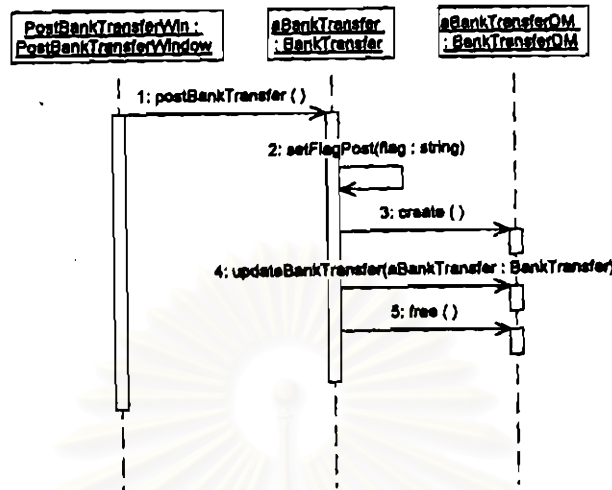 PostBankTransferWin :
PostBankTransferWindow
aBankTransfer
: BankTransfer
aBankTransferDM
: BankTransferDM
1: postBankTransfer ( )
2: setFlagPost(flag : string)
3: create ( )
4: updateBankTransfer(aBankTransfer : BankTransfer)
5: free ( )